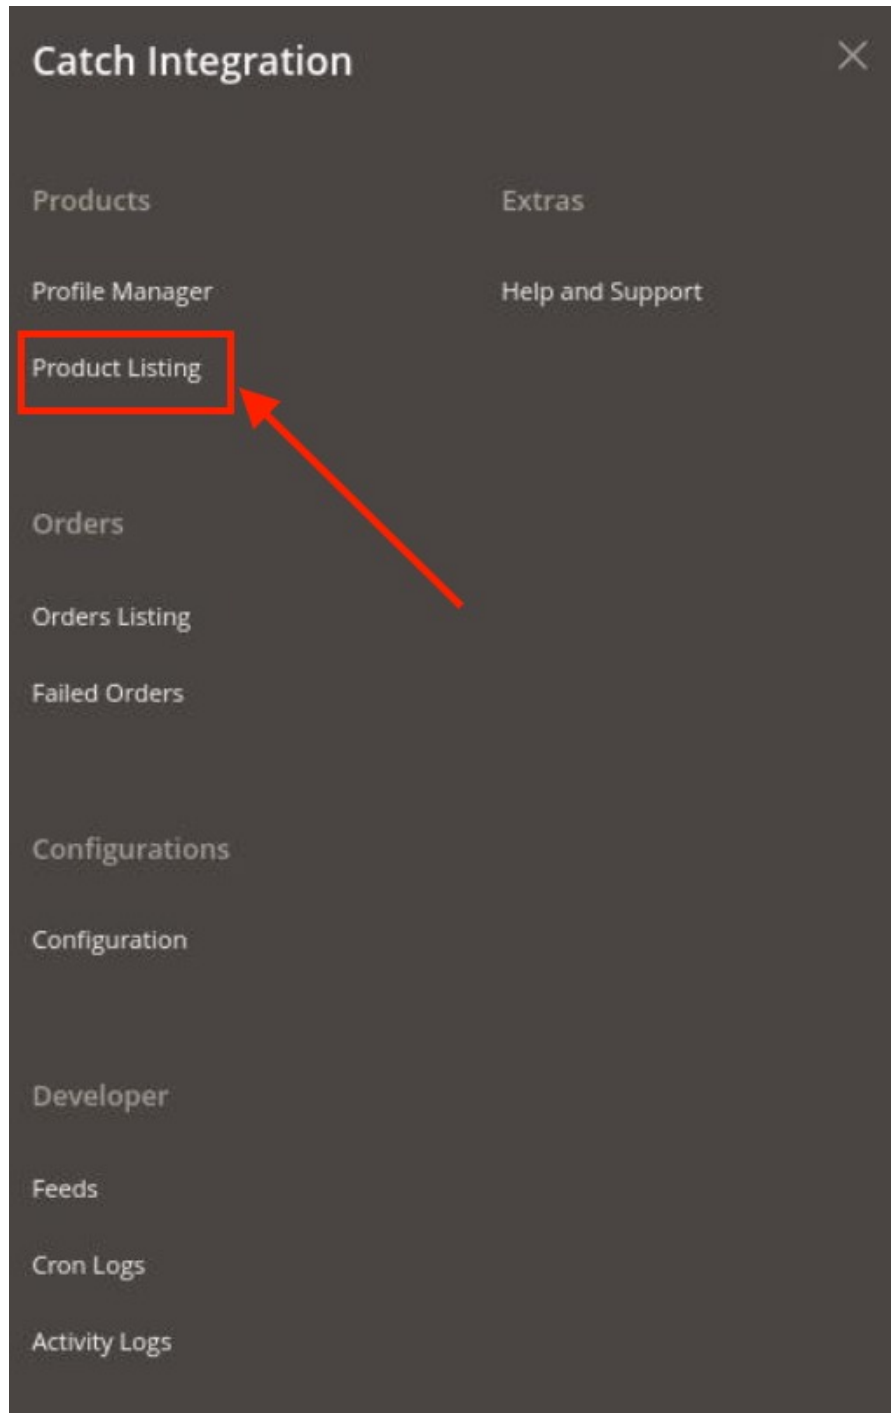 Catch Integration
Products
Profile Manager
Product Listing
Extras
Help and Support
Orders
Orders Listing
Failed Orders
Configurations
Configuration
Developer
Feeds
Cron Logs
Activity Logs